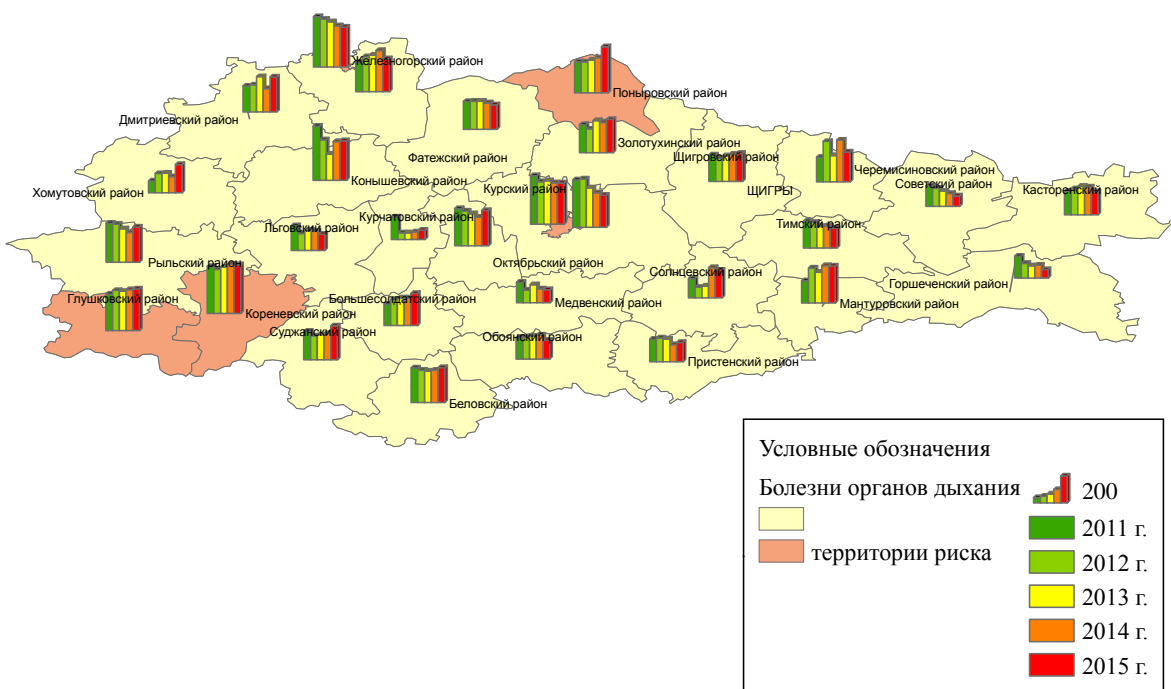 Железногорский район
Поныровский район
Дмитриевский район
Золотухинский район
Фатежский район
Щигровский район
Черемисиновский район
Конышевский район
Советский район
Хомутовский район
Курский район
ЩИГРЫ
Касторенский район
Курчатовский район
Льговский район
Тимский район
Рыльский район
Октябрьский район
Солнцевский район
Горшеченский район
Глушковский район
Большесолдатский район
Медвенский район
Мантуровский район
Кореневский район
Суджанский район
Обоянский район
Пристенский район
Беловский район
Условные обозначения
Болезни органов дыхания
территории риска
200
2011 г.
2012 г.
2013 г.
2014 г.
2015 г.